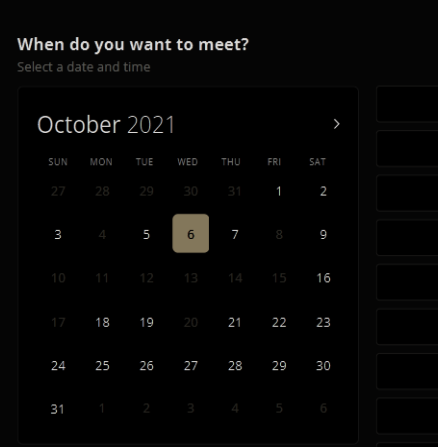 When do you want to meet?
Select a date and time
October 2021
SUN MON TUE WED THU FRI SAT
27 28 29 30 31 1 2
3 4 5 6 7 8 9
10 11 12 13 14 15 16
17 18 19 20 21 22 23
24 25 26 27 28 29 30
31 1 2 3 4 5 6